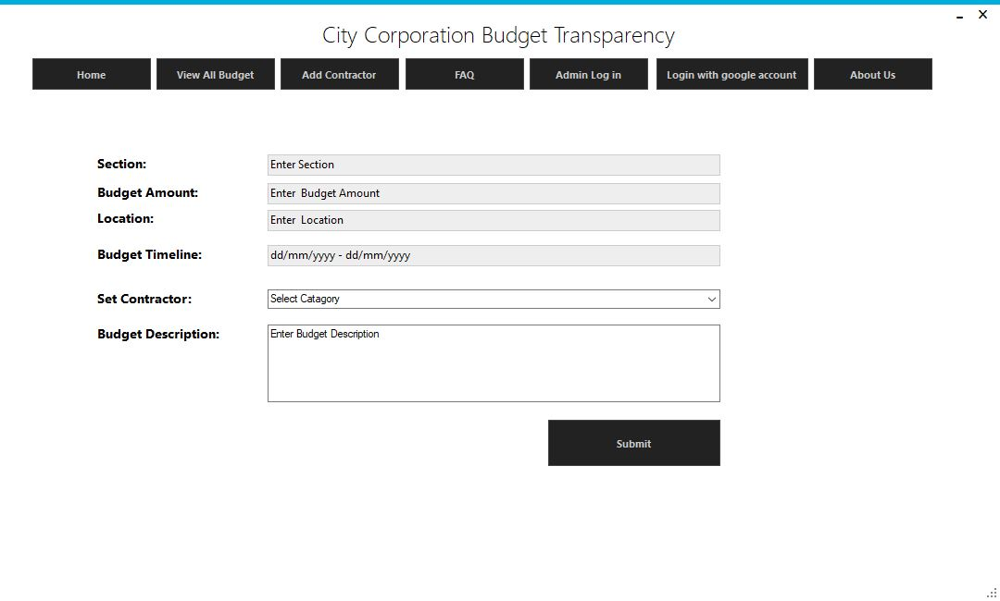 City Corporation Budget Transparency
Home View All Budget Add Contractor FAQ Admin Log in Login with google account About Us
Section: Enter Section
Budget Amount: Enter  Budget Amount
Location: Enter  Location
Budget Timeline: dd/mm/yyyy - dd/mm/yyyy
Set Contractor: Select Catagory
Budget Description: Enter Budget Description
Submit